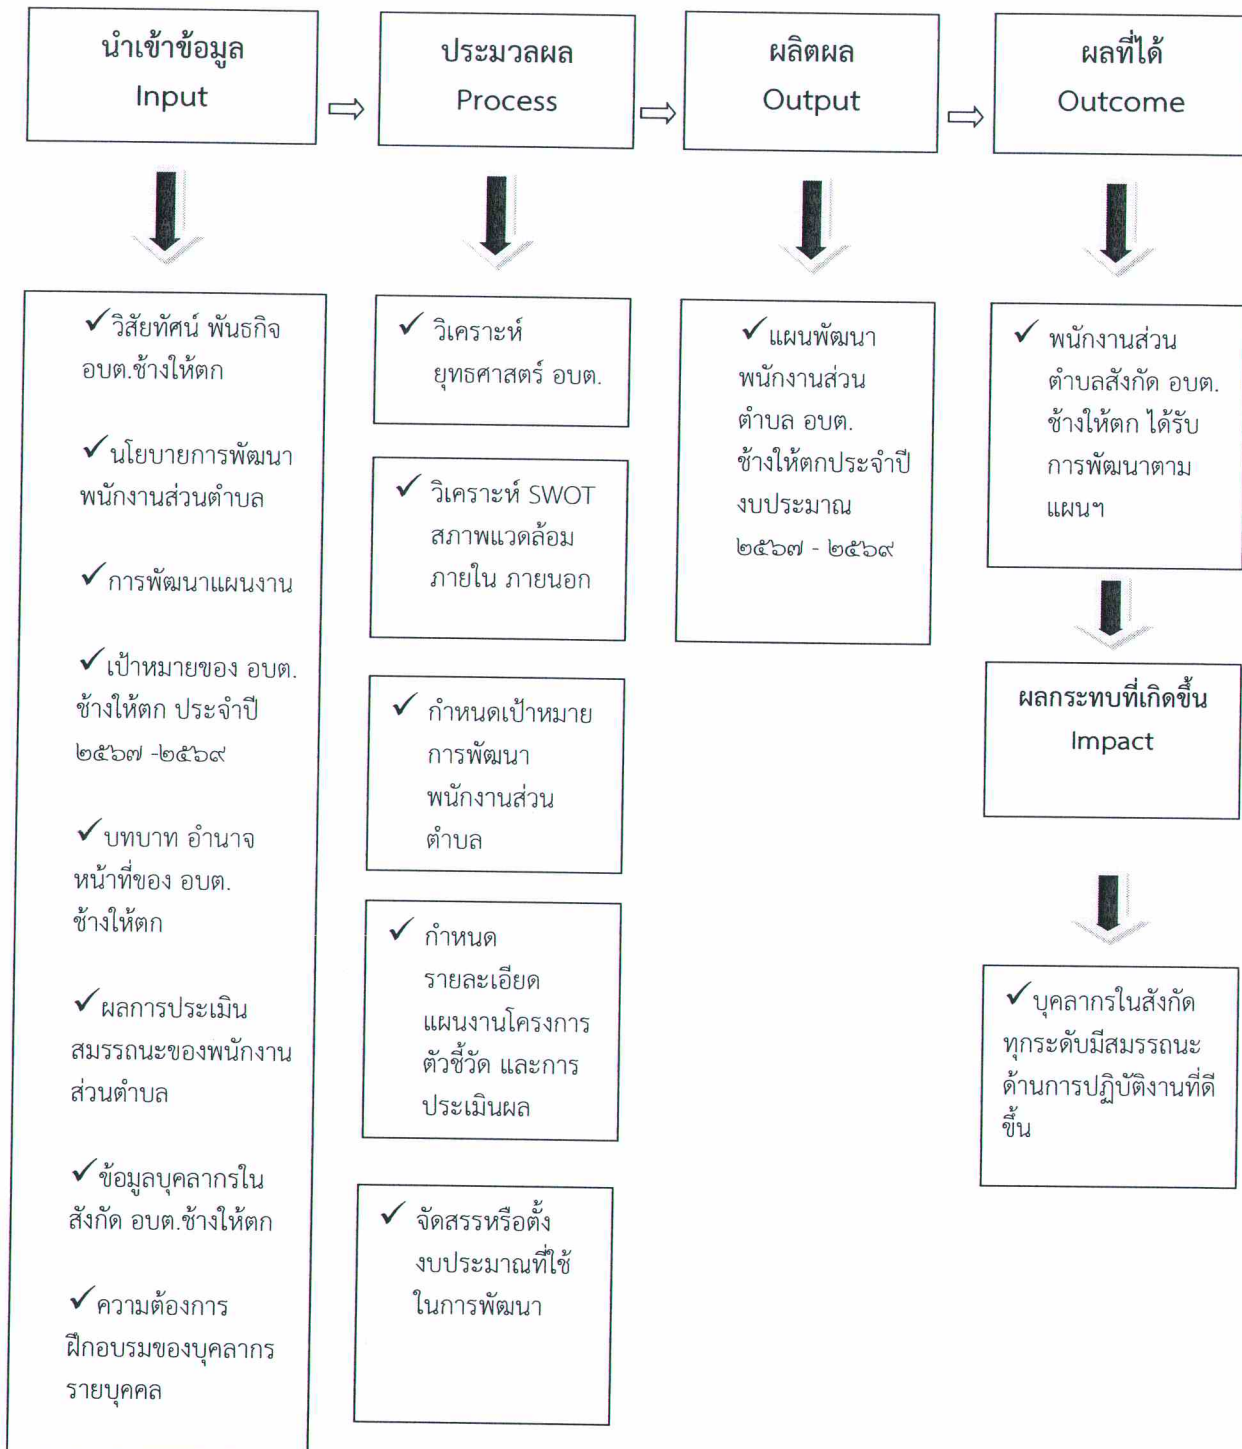 นำเข้าข้อมูล
Input
ประมวลผล
Process
ผลิตผล
Output
ผลที่ได้
Outcome
✓วิสัยทัศน์ พันธกิจ
อบต.ช้างให้ตก
✓นโยบายการพัฒนา
พนักงานส่วนตำบล
✓การพัฒนาแผนงาน
✓เป้าหมายของ อบต.
ช้างให้ตก ประจำปี
๒๕๖๗ -๒๕๖๙
✓บทบาท อำนาจ
หน้าที่ของ อบต.
ช้างให้ตก
✓ผลการประเมิน
สมรรถนะของพนักงาน
ส่วนตำบล
✓ข้อมูลบุคลากรใน
สังกัด อบต.ช้างให้ตก
✓ความต้องการ
ฝึกอบรมของบุคลากร
รายบุคคล
✓ วิเคราะห์
ยุทธศาสตร์ อบต.
✓ วิเคราะห์ SWOT
สภาพแวดล้อม
ภายใน ภายนอก
✓ กำหนดเป้าหมาย
การพัฒนา
พนักงานส่วน
ตำบล
✓ กำหนด
รายละเอียด
แผนงานโครงการ
ตัวชี้วัด และการ
ประเมินผล
✓ จัดสรรหรือตั้ง
งบประมาณที่ใช้
ในการพัฒนา
✓แผนพัฒนา
พนักงานส่วน
ตำบล อบต.
ช้างให้ตกประจำปี
งบประมาณ
๒๕๖๗ - ๒๕๖๙
✓ พนักงานส่วน
ตำบลสังกัด อบต.
ช้างให้ตก ได้รับ
การพัฒนาตาม
แผนฯ
ผลกระทบที่เกิดขึ้น
Impact
✓บุคลากรในสังกัด
ทุกระดับมีสมรรถนะ
ด้านการปฏิบัติงานที่ดี
ขึ้น